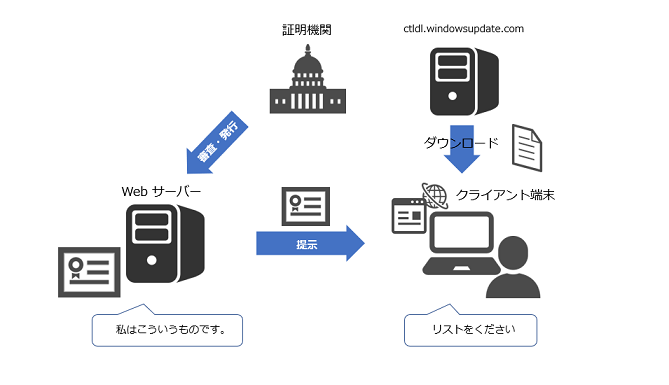 証明機関
ctldl.windowsupdate.com
審査・発行
ダウンロード
Web サーバー
クライアント端末
提示
私はこういうものです。
リストをください